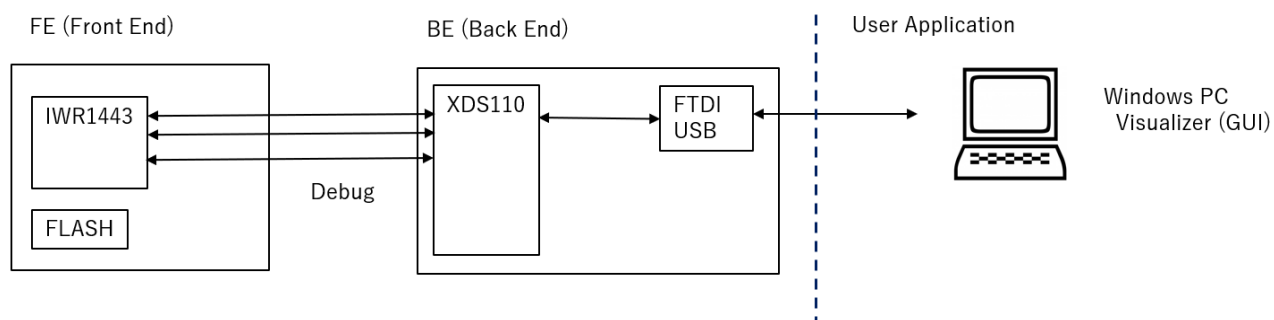 FE (Front End)
BE (Back End)
User Application
IWR1443
XDS110
FTDI
USB
Windows PC
Visualizer (GUI)
Debug
FLASH